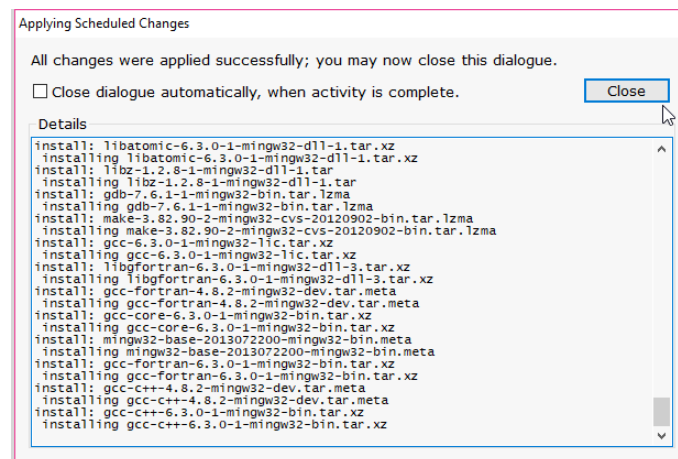 Applying Scheduled Changes
All changes were applied successfully; you may now close this dialogue.
Close dialogue automatically, when activity is complete.
Close
Details
install: libatomic-6.3.0-1-mingw32-dll-1.tar.xz
installing libatomic-6.3.0-1-mingw32-dll-1.tar.xz
install: libz-1.2.8-1-mingw32-dll-1.tar
installing libz-1.2.8-1-mingw32-dll-1.tar
install: gdb-7.6.1-1-mingw32-bin.tar.lzma
installing gdb-7.6.1-1-mingw32-bin.tar.lzma
install: make-3.82.90-2-mingw32-cvs-20120902-bin.tar.lzma
installing make-3.82.90-2-mingw32-cvs-20120902-bin.tar.lzma
install: gcc-6.3.0-1-mingw32-lic.tar.xz
installing gcc-6.3.0-1-mingw32-lic.tar.xz
install: libgfortran-6.3.0-1-mingw32-dll-3.tar.xz
installing libgfortran-6.3.0-1-mingw32-dll-3.tar.xz
install: gcc-fortran-4.8.2-mingw32-dev.tar.meta
installing gcc-fortran-4.8.2-mingw32-dev.tar.meta
install: gcc-core-6.3.0-1-mingw32-bin.tar.xz
installing gcc-core-6.3.0-1-mingw32-bin.tar.xz
install: mingw32-base-2013072200-mingw32-bin.meta
installing mingw32-base-2013072200-mingw32-bin.meta
install: gcc-fortran-6.3.0-1-mingw32-bin.tar.xz
installing gcc-fortran-6.3.0-1-mingw32-bin.tar.xz
install: gcc-c++-4.8.2-mingw32-dev.tar.meta
installing gcc-c++-4.8.2-mingw32-dev.tar.meta
install: gcc-c++-6.3.0-1-mingw32-bin.tar.xz
installing gcc-c++-6.3.0-1-mingw32-bin.tar.xz